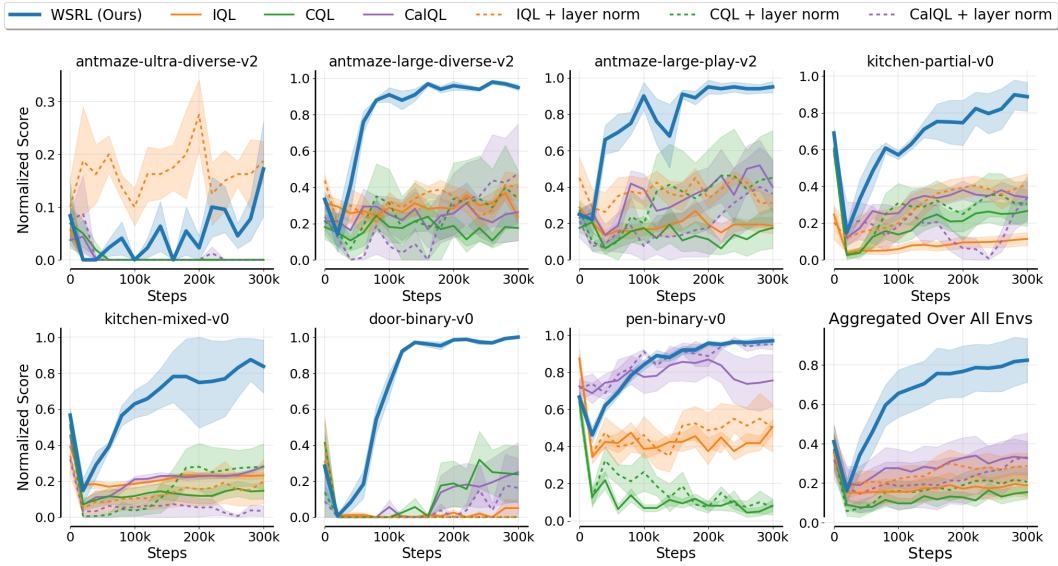 WSRL (Ours) IQL CQL CalQL IQL + layer norm CQL + layer norm CalQL + layer norm
antmaze-ultra-diverse-v2 antmaze-large-diverse-v2 antmaze-large-play-v2 kitchen-partial-v0
Normalized Score
0.3
0.2
0.1
0.0
0 100k 200k 300k
Steps
1.0
0.8
0.6
0.4
0.2
0.0
0 100k 200k 300k
Steps
1.0
0.8
0.6
0.4
0.2
0.0
0 100k 200k 300k
Steps
1.0
0.8
0.6
0.4
0.2
0.0
0 100k 200k 300k
Steps
kitchen-mixed-v0 door-binary-v0 pen-binary-v0 Aggregated Over All Envs
Normalized Score
1.0
0.8
0.6
0.4
0.2
0.0
0 100k 200k 300k
Steps
1.0
0.8
0.6
0.4
0.2
0.0
0 100k 200k 300k
Steps
1.0
0.8
0.6
0.4
0.2
0.0
0 100k 200k 300k
Steps
0.8
0.6
0.4
0.2
0.0
0 100k 200k 300k
Steps